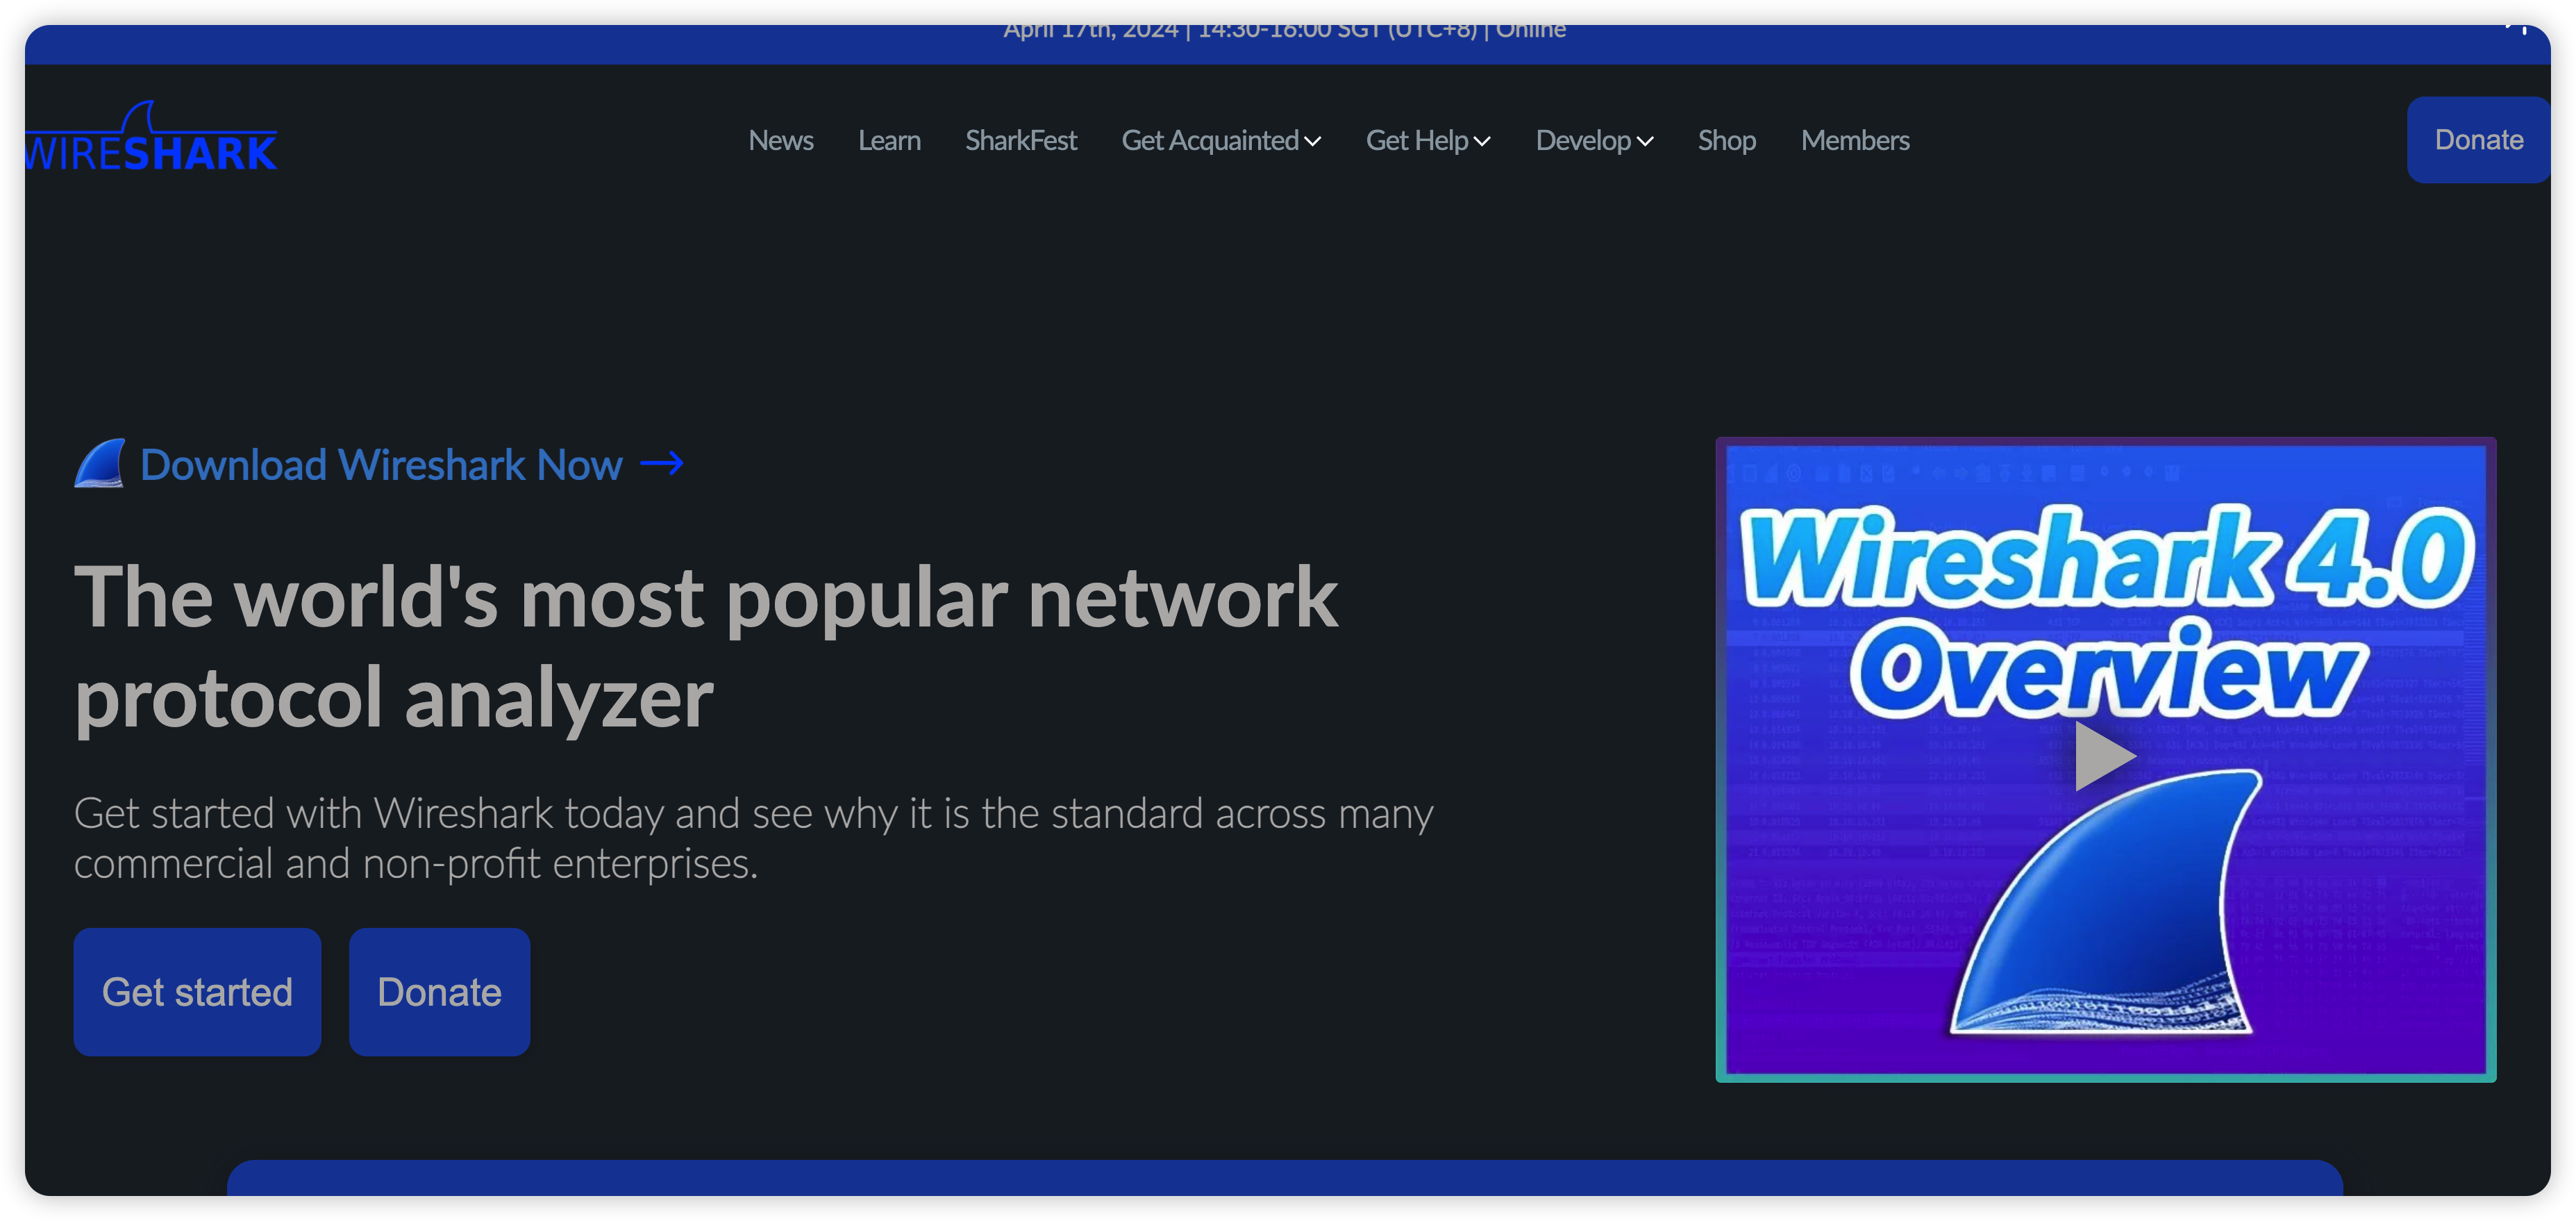 April 17th, 2024 | 14:30-16:00 SGT (UTC+8) | Online
WIRESHARK
News
Learn
SharkFest
Get Acquainted
Get Help
Develop
Shop
Members
Donate
Download Wireshark Now
The world's most popular network
protocol analyzer
Get started with Wireshark today and see why it is the standard across many
commercial and non-profit enterprises.
Get started
Donate
Wireshark 4.0
Overview